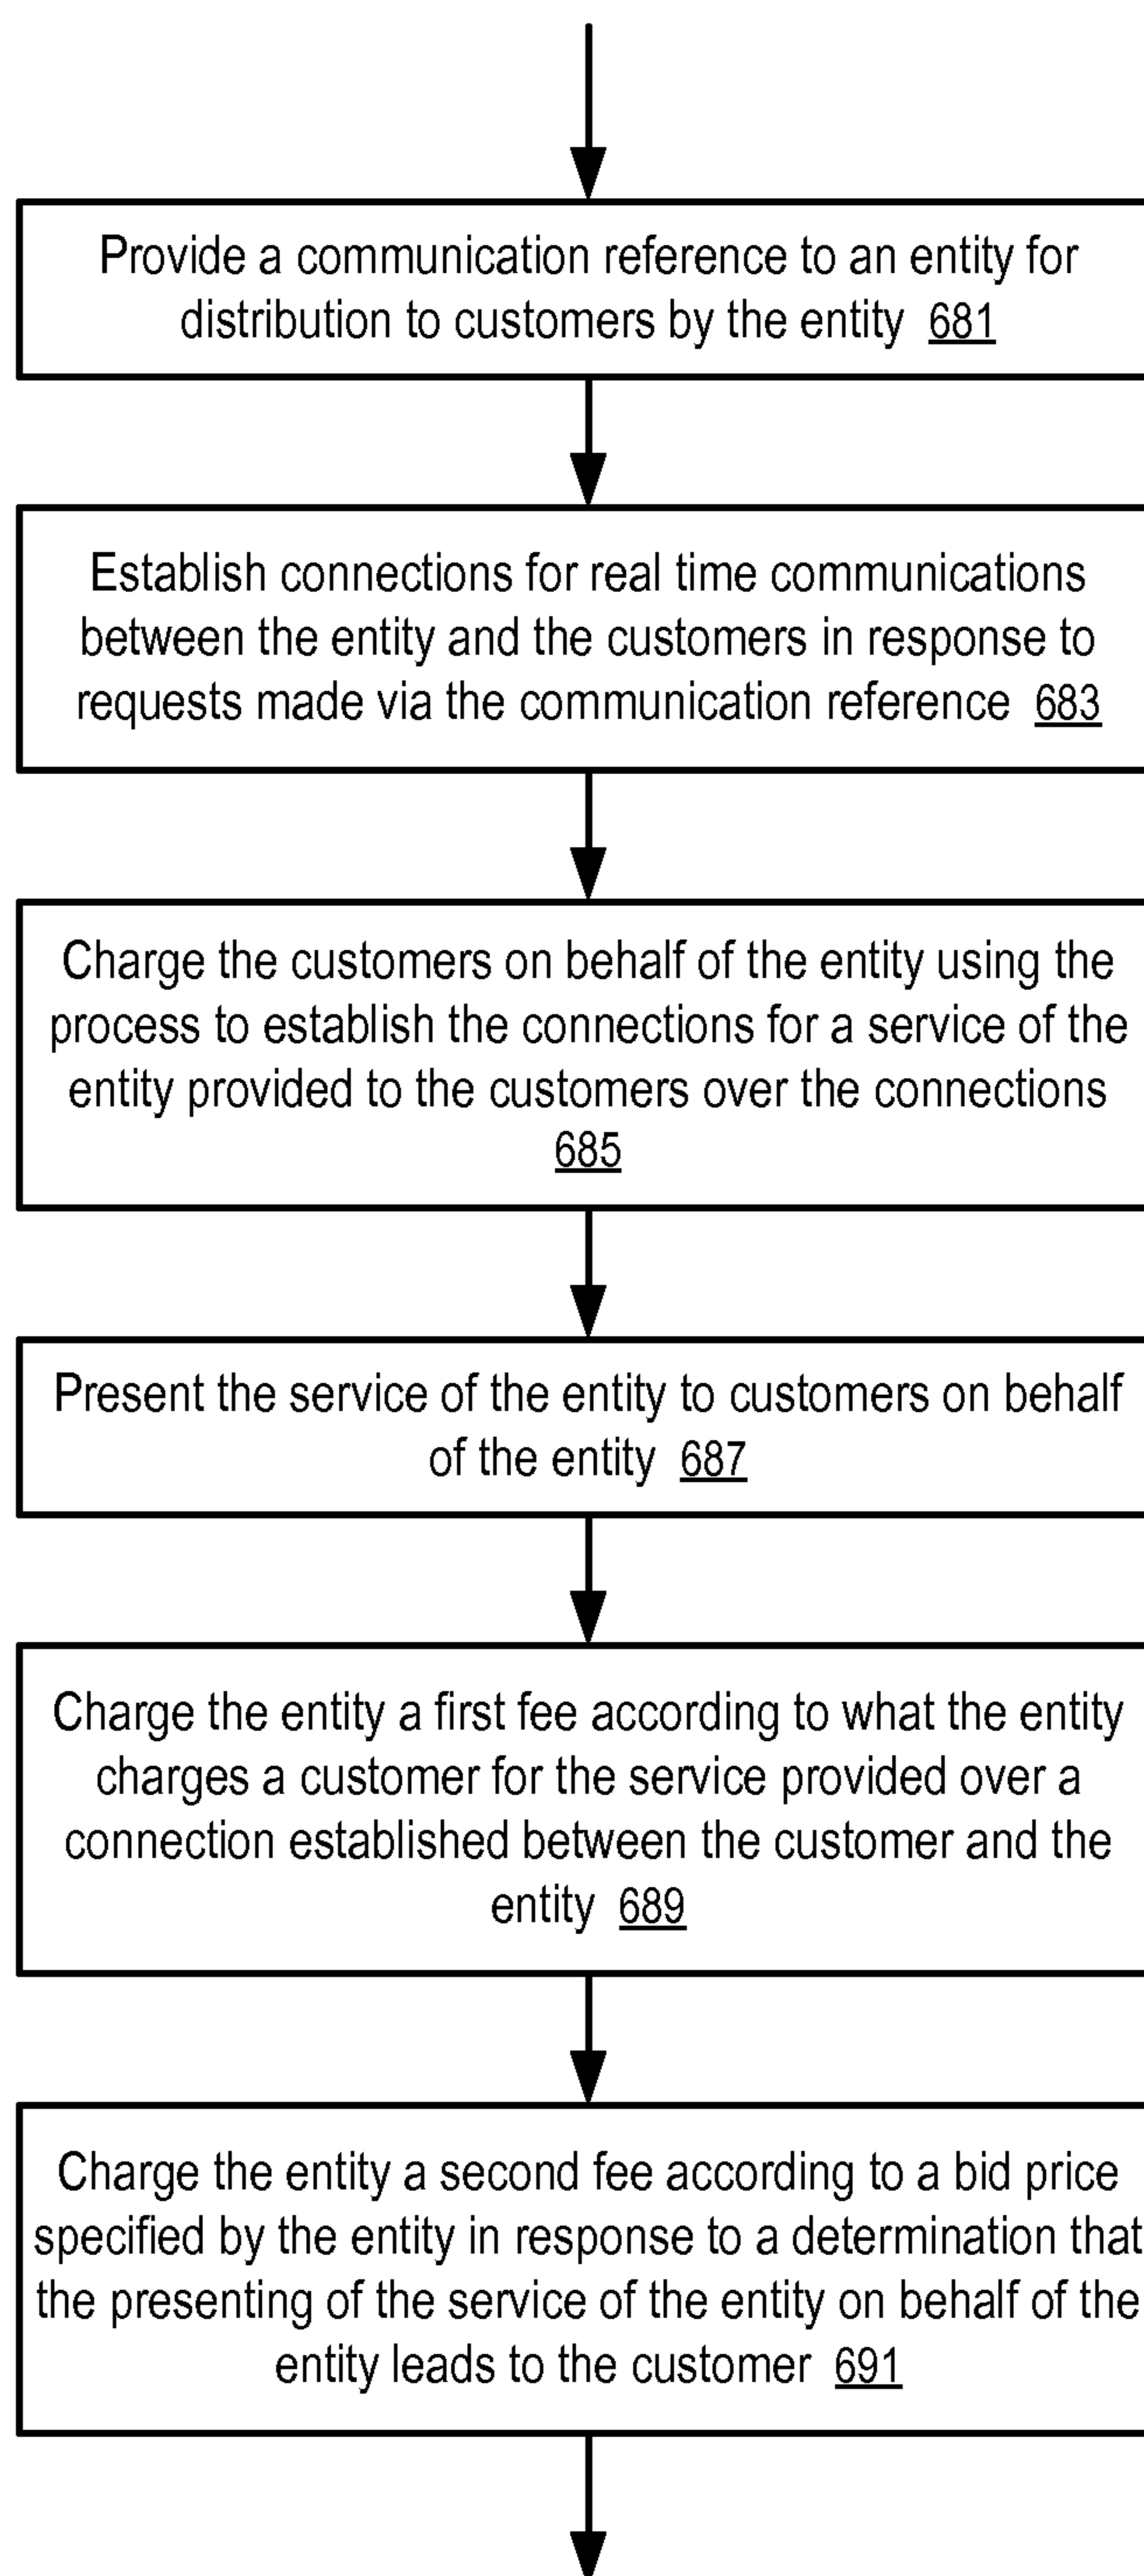 Provide a communication reference to an entity for
distribution to customers by the entity 681
Establish connections for real time communications
between the entity and the customers in response to
requests made via the communication reference 683
Charge the customers on behalf of the entity using the
process to establish the connections for a service of the
entity provided to the customers over the connections
685
Present the service of the entity to customers on behalf
of the entity 687
Charge the entity a first fee according to what the entity
charges a customer for the service provided over a
connection established between the customer and the
entity 689
Charge the entity a second fee according to a bid price
specified by the entity in response to a determination that
the presenting of the service of the entity on behalf of the
entity leads to the customer 691